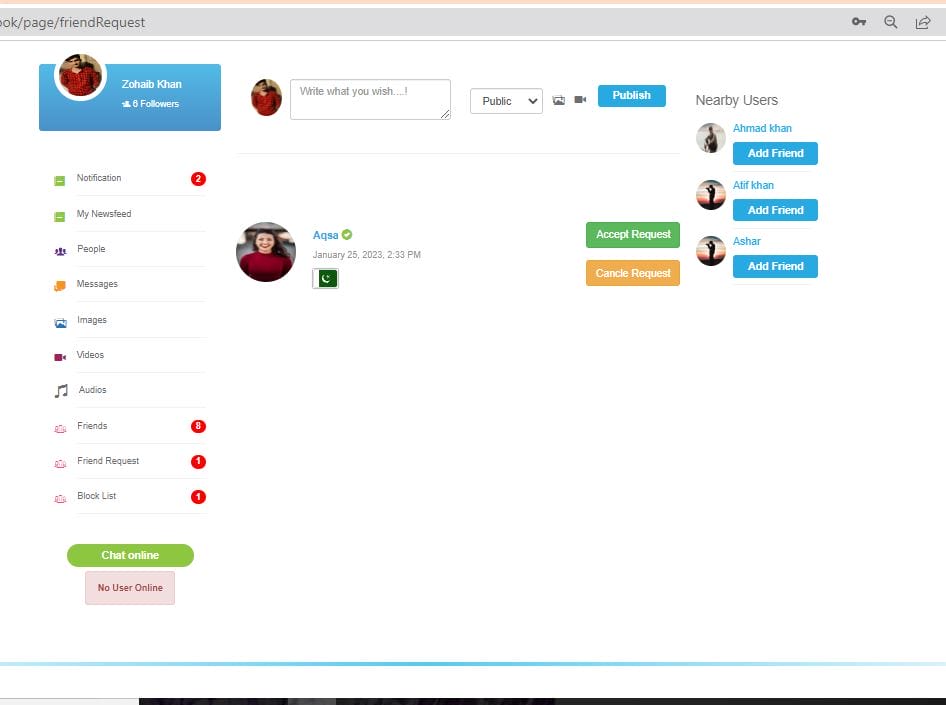 ook/page/friendRequest
Zohaib Khan
6 Followers
Write what you wish....!
Public
Publish
Nearby Users
Ahmad khan
Add Friend
Atif khan
Add Friend
Ashar
Add Friend
Notification 2
My Newsfeed
People
Messages
Images
Videos
Audios
Friends 8
Friend Request 1
Block List 1
Aqsa
January 25, 2023, 2:33 PM
Accept Request
Cancle Request
Chat online
No User Online